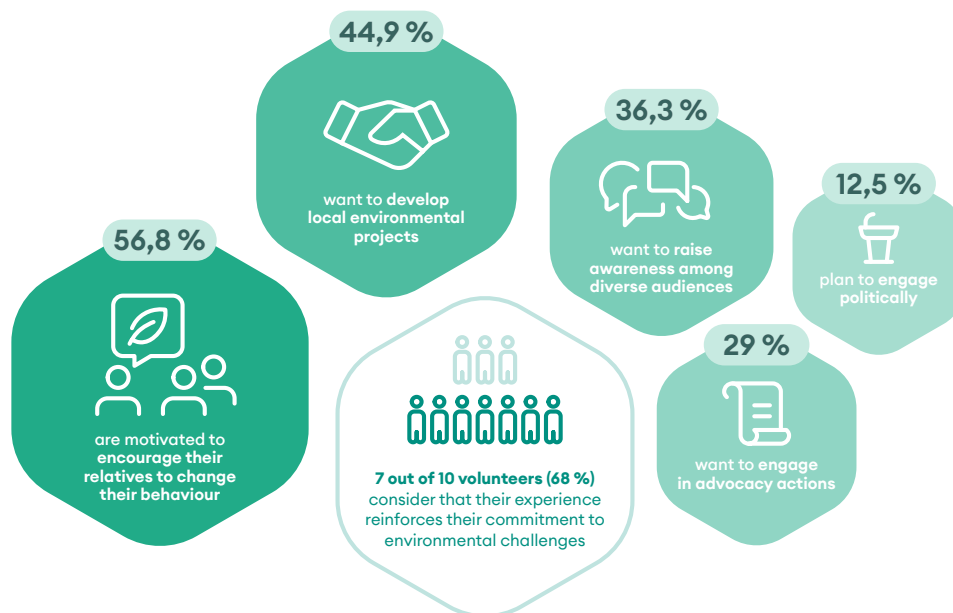 44,9 %
want to develop
local environmental
projects
36,3 %
want to raise
awareness among
diverse audiences
12,5 %
plan to engage
politically
56,8 %
are motivated to
encourage their
relatives to change
their behaviour
29 %
want to engage
in advocacy actions
7 out of 10 volunteers (68 %)
consider that their experience
reinforces their commitment to
environmental challenges